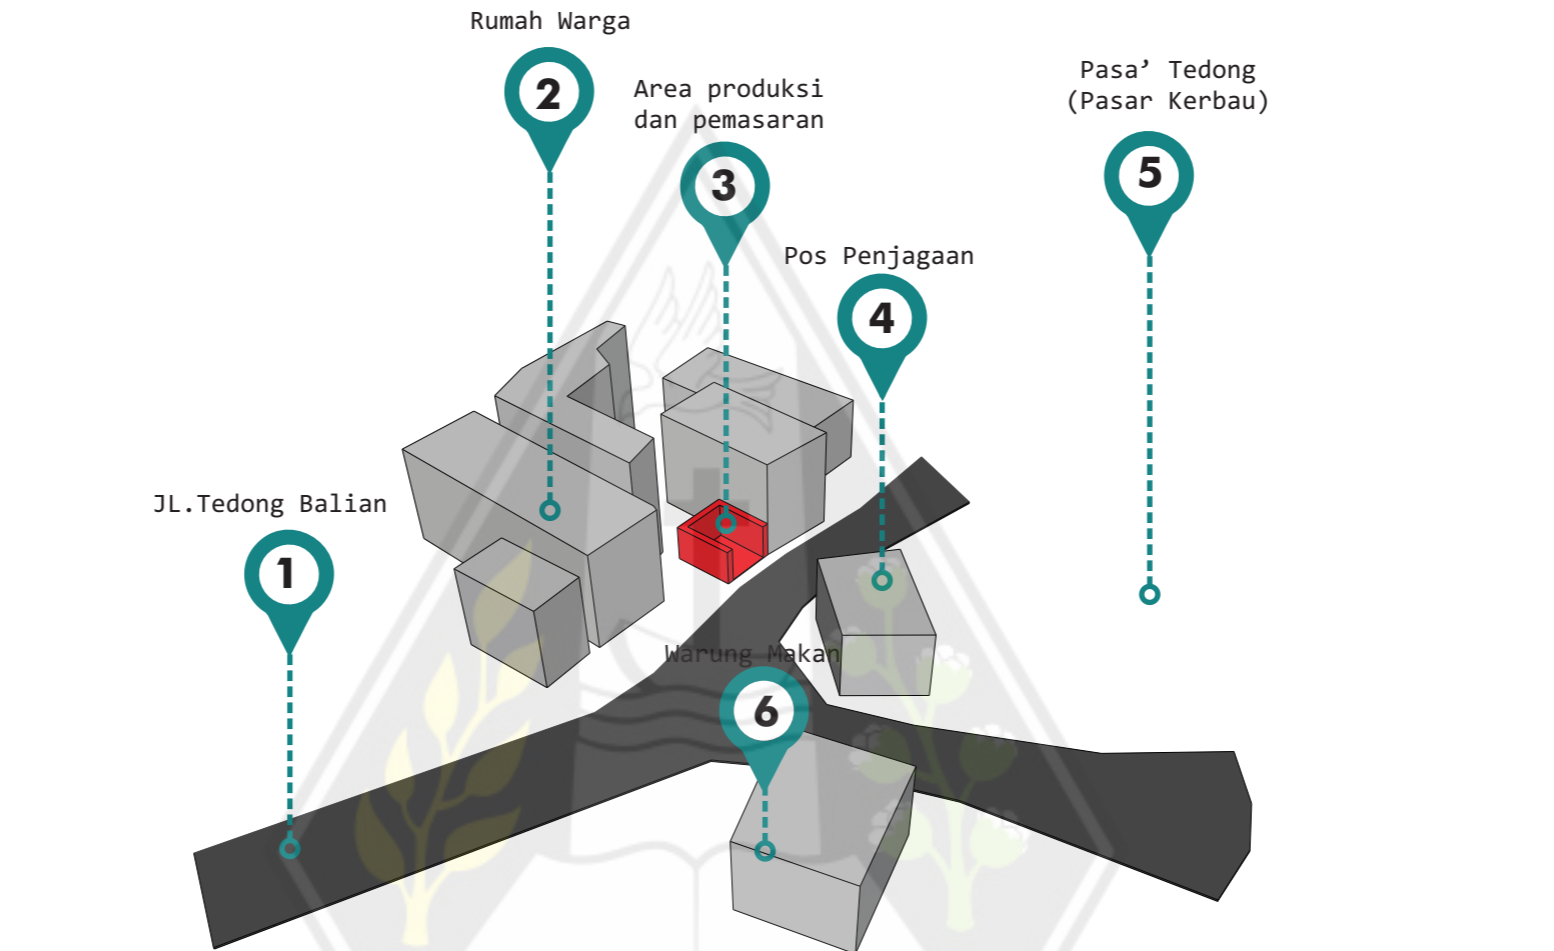 Rumah Warga
2
Area produksi
dan pemasaran
3
Pasa’ Tedong
(Pasar Kerbau)
5
Pos Penjagaan
4
JL.Tedong Balian
1
Warung Makan
6